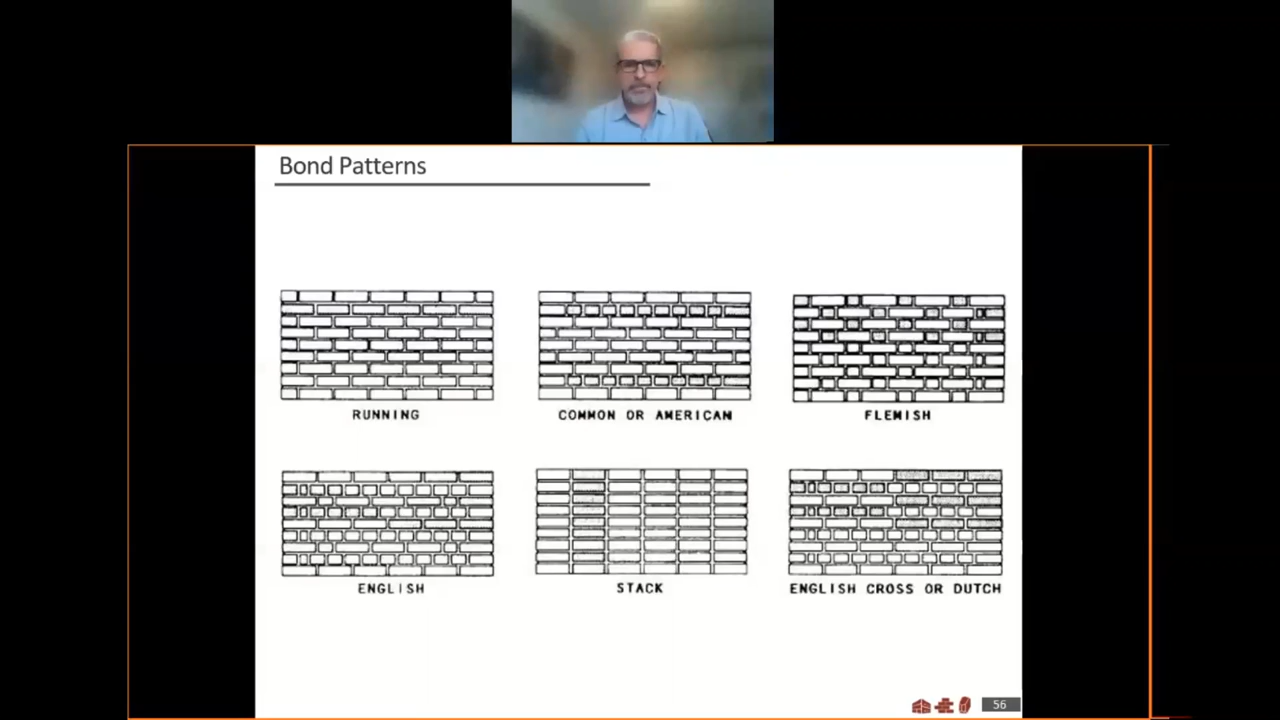 Bond Patterns
RUNNING
COMMON OR AMERICAN
FLEMISH
ENGLISH
STACK
ENGLISH CROSS OR DUTCH
56